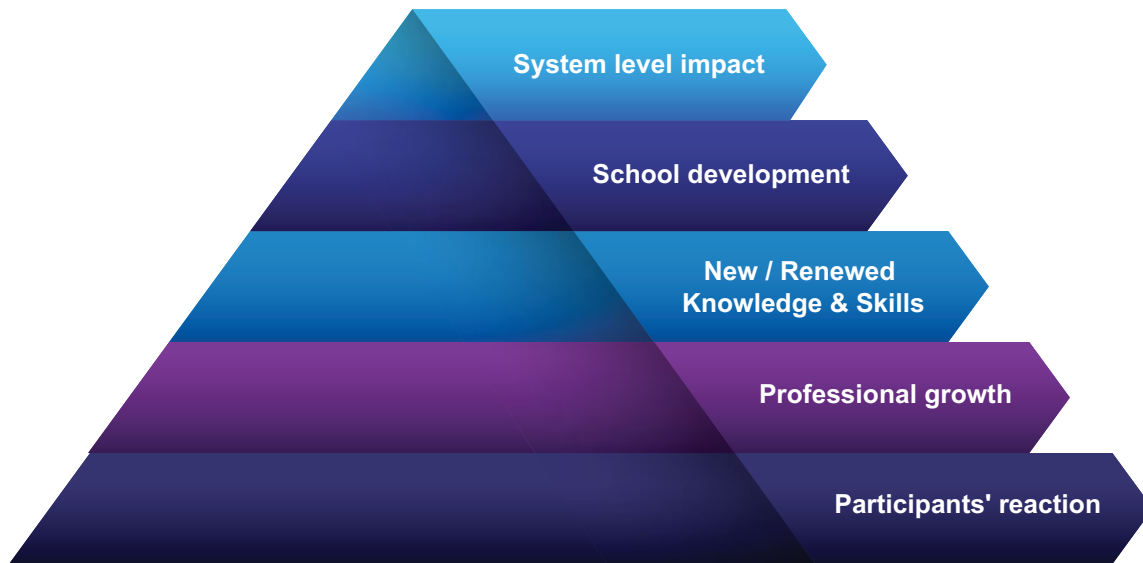 System level impact
School development
New / Renewed
Knowledge & Skills
Professional growth
Participants' reaction